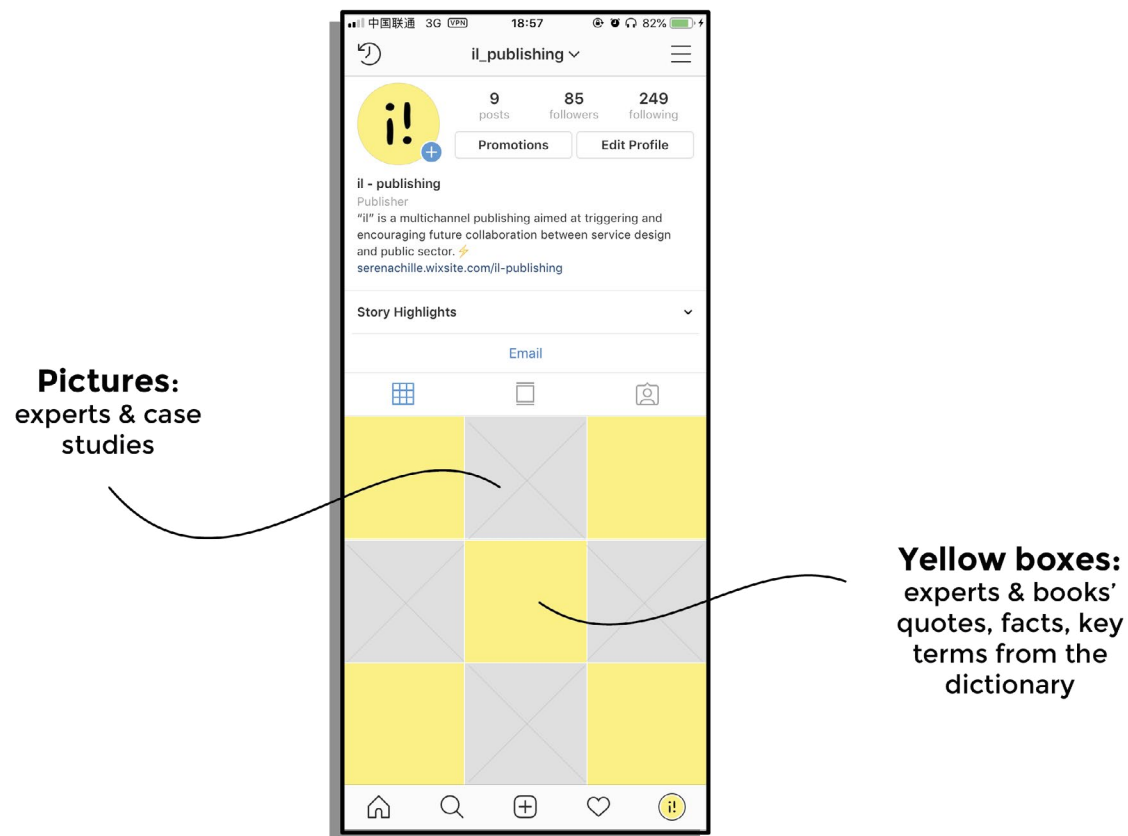 中国联通 3G VPN 18:57 82%
il_publishing
i!
9 85 249
posts followers following
Promotions Edit Profile
il - publishing
Publisher
“il” is a multichannel publishing aimed at triggering and
encouraging future collaboration between service design
and public sector.⚡
serenachille.wixsite.com/il-publishing
Story Highlights
Email
Pictures:
experts & case
studies
Yellow boxes:
experts & books’
quotes, facts, key
terms from the
dictionary
i!